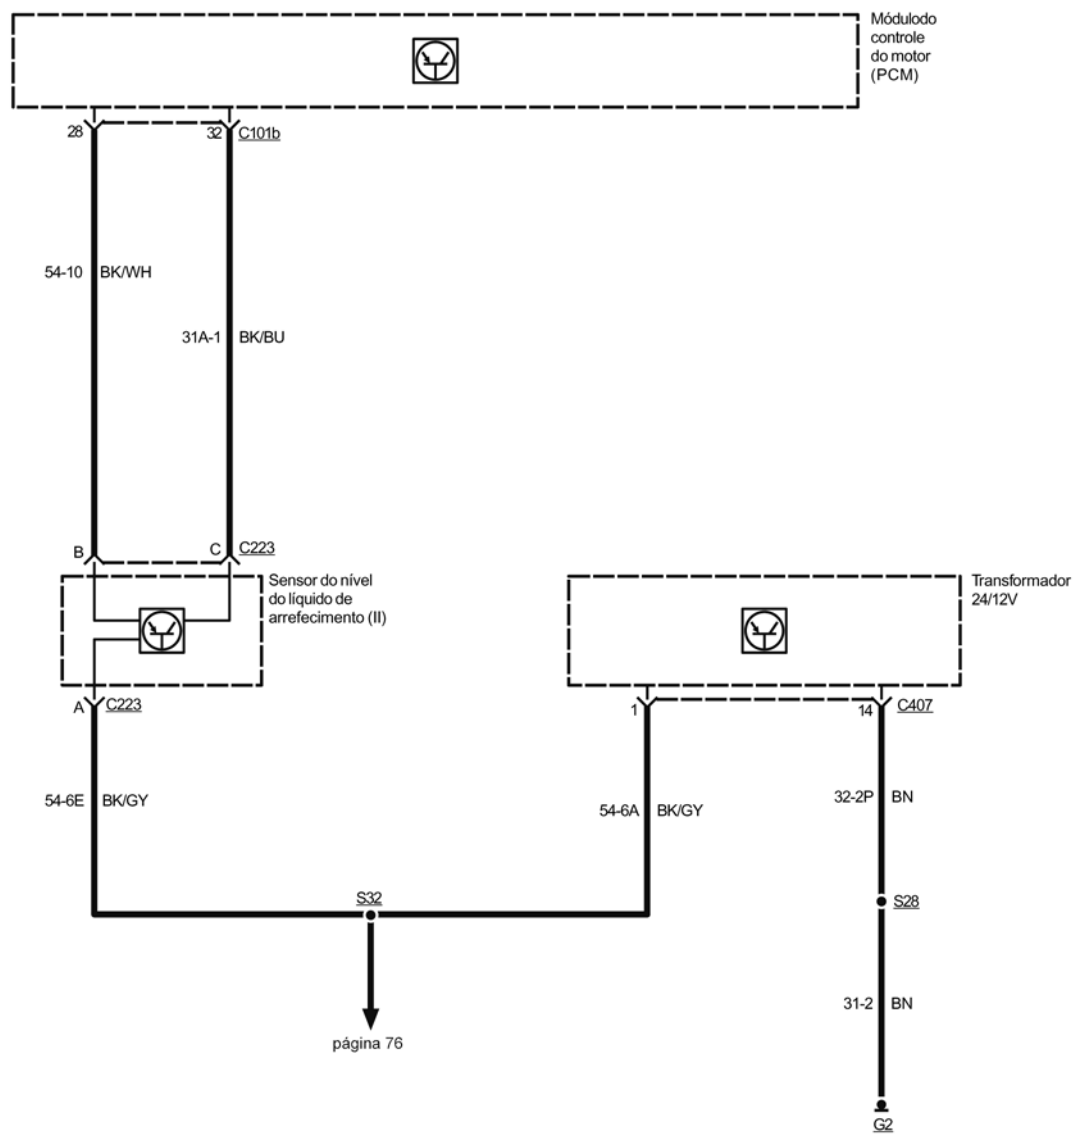 Módulodo
controle
do motor
(PCM)
28
32
C101b
54-10
BK/WH
31A-1
BK/BU
B
C
C223
Sensor do nível
do líquido de
arrefecimento (II)
Transformador
24/12V
A
C223
1
14
C407
54-6E
BK/GY
54-6A
BK/GY
32-2P
BN
S32
S28
31-2
BN
página 76
G2